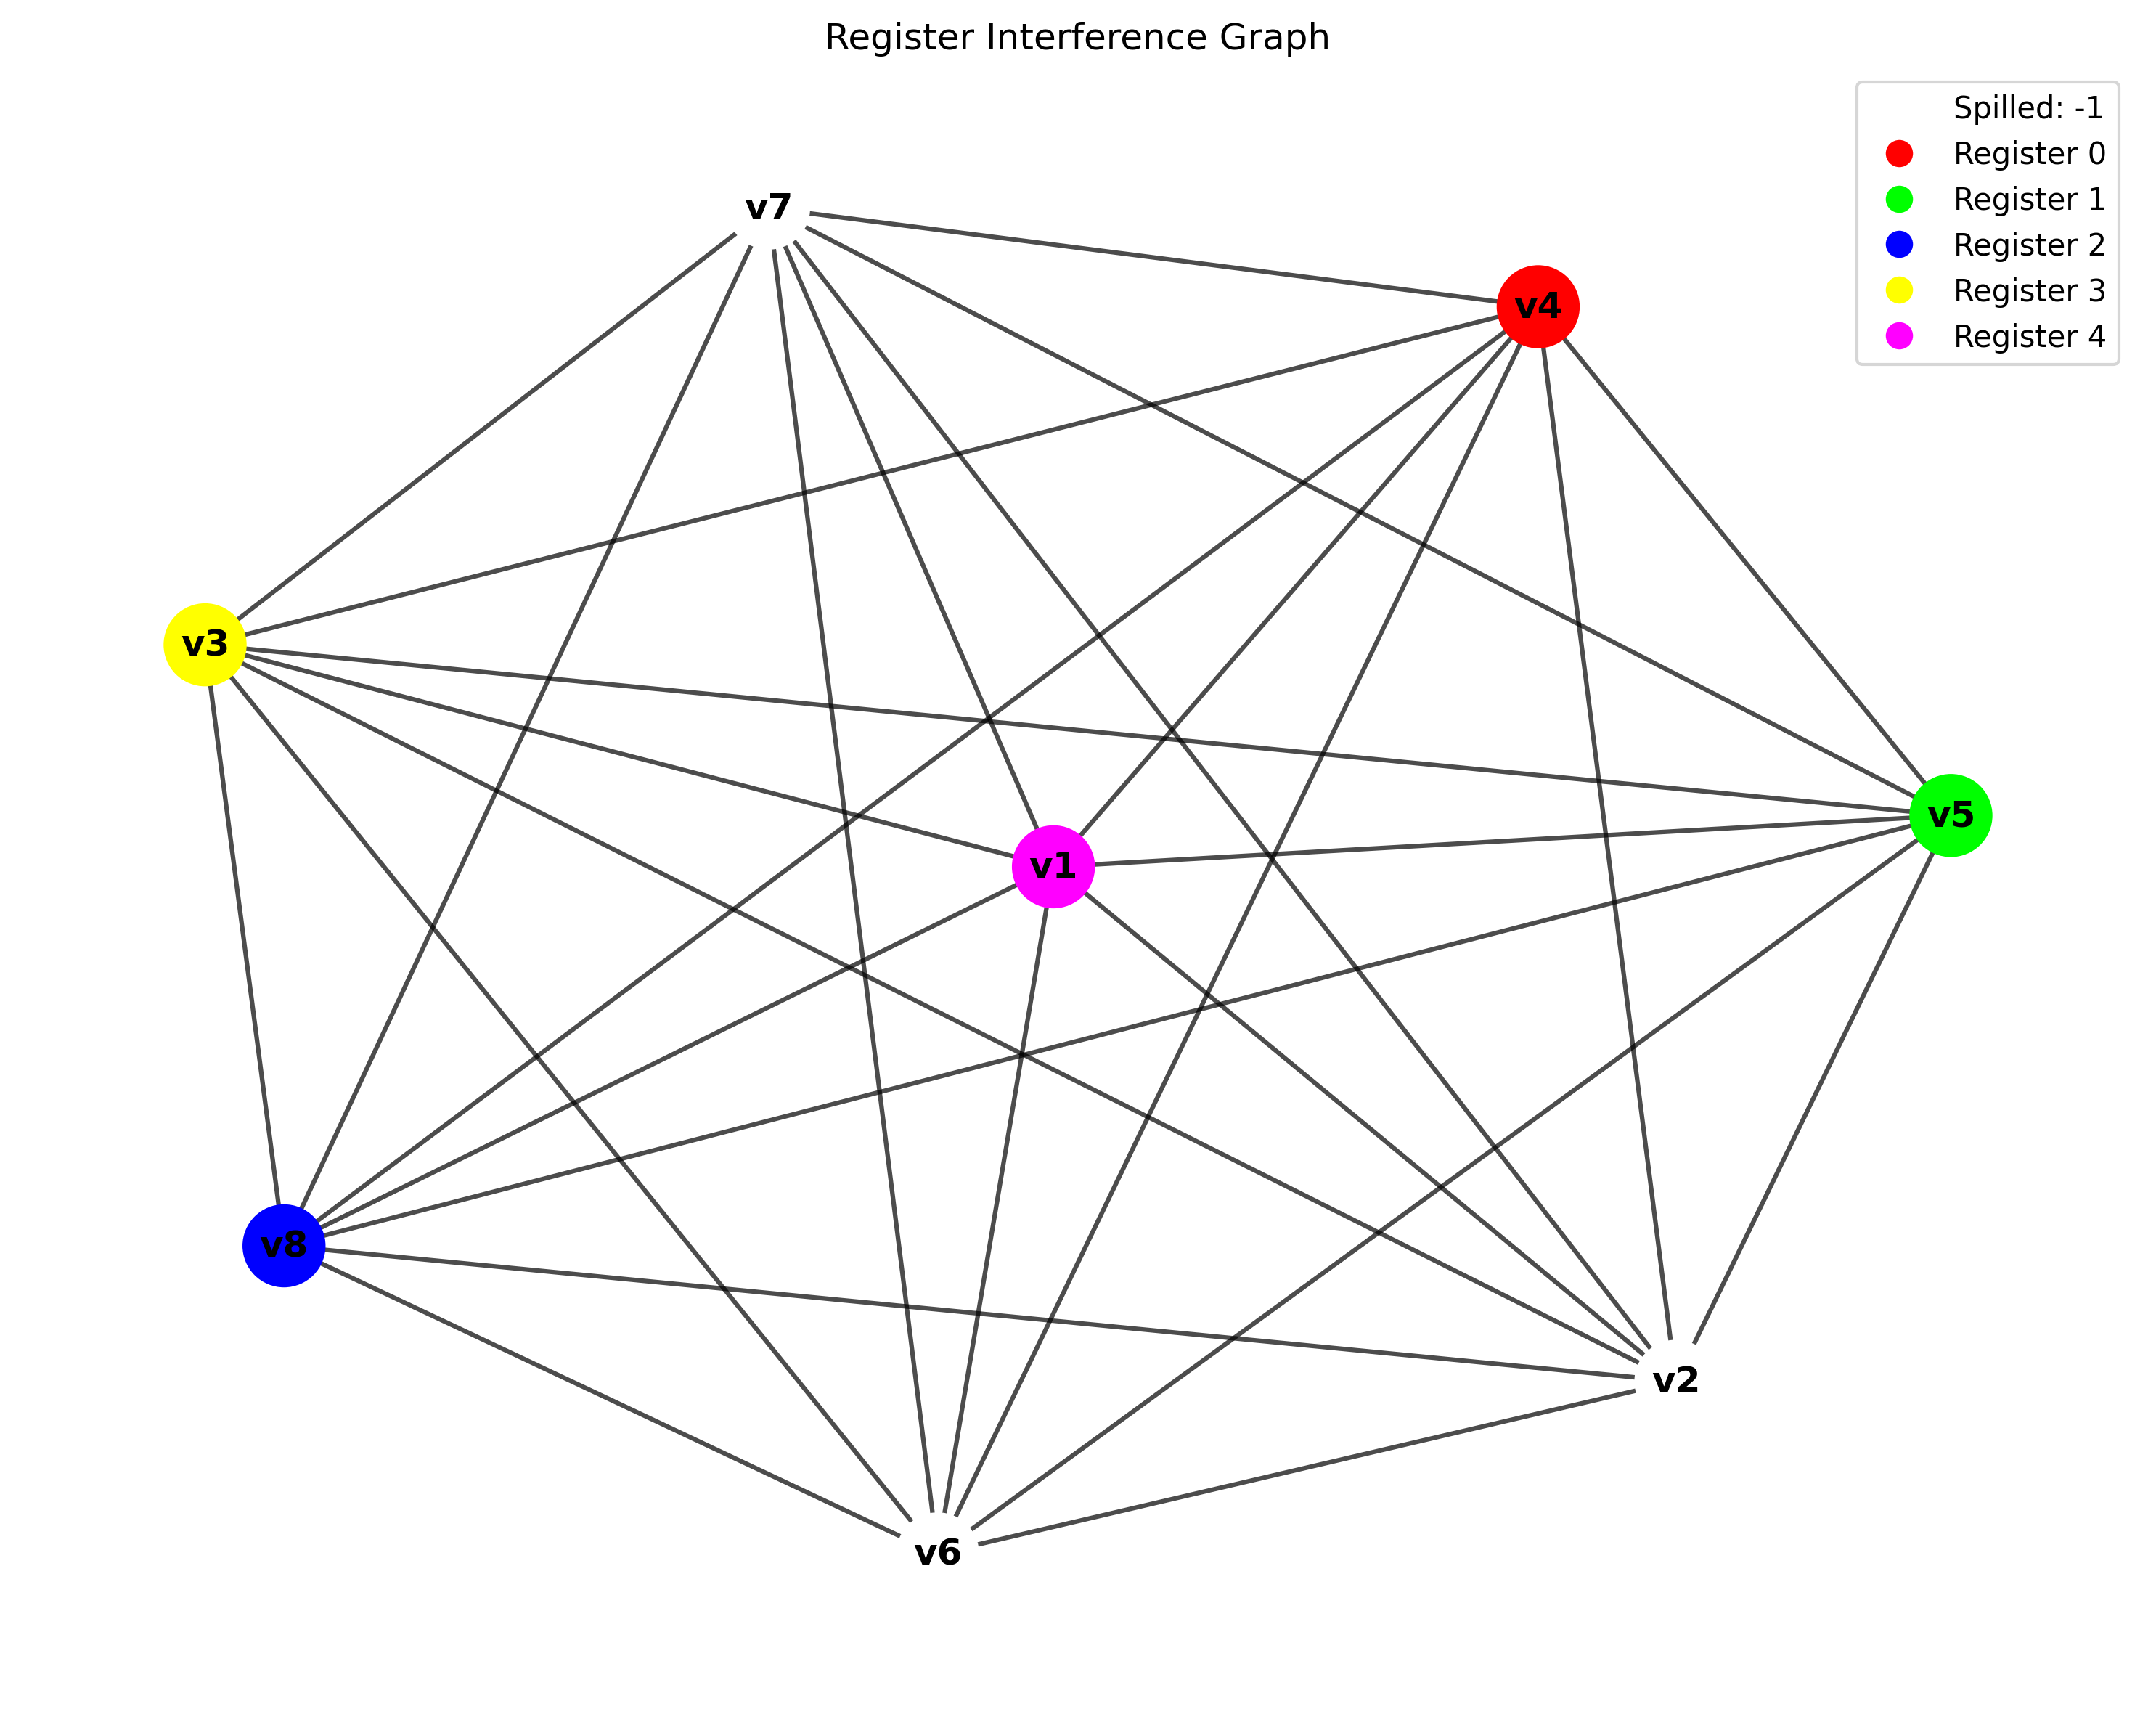 Register Interference Graph
Spilled: -1
Register 0
Register 1
Register 2
Register 3
Register 4
v7
v4
v3
v5
v1
v8
v2
v6